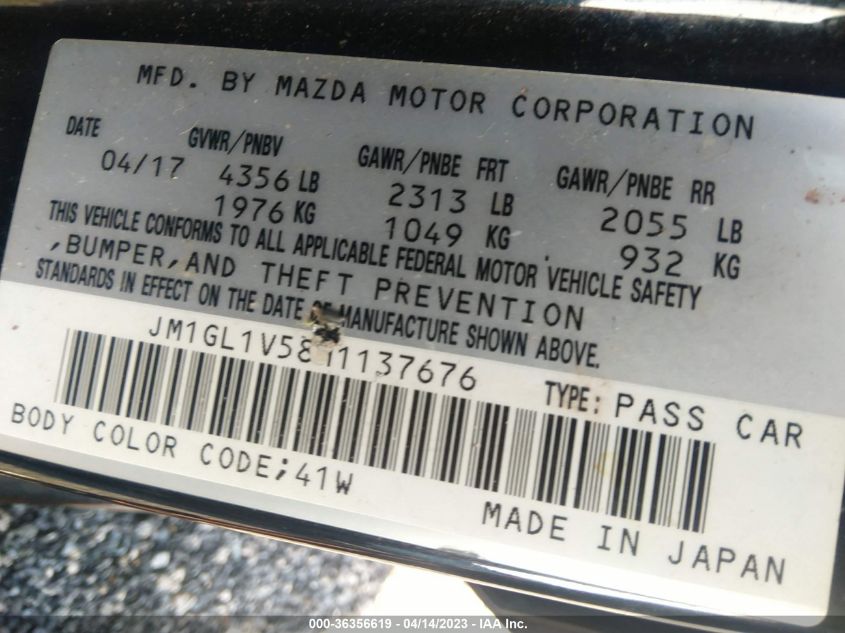 MFD. BY MAZDA MOTOR CORPORATION
DATE GVWR/PNBV GAWR/PNBE FRT GAWR/PNBE RR
04/17 4356 LB 2313 LB 2055 LB
1976 KG 1049 KG 932 KG
THIS VEHICLE CONFORMS TO ALL APPLICABLE FEDERAL MOTOR VEHICLE SAFETY
,BUMPER,AND THEFT PREVENTION
STANDARDS IN EFFECT ON THE DATE OF MANUFACTURE SHOWN ABOVE.
TYPE: PASS CAR
BODY COLOR CODE;41W
MADE IN JAPAN
000-36356619 - 04/14/2023 - IAA Inc.